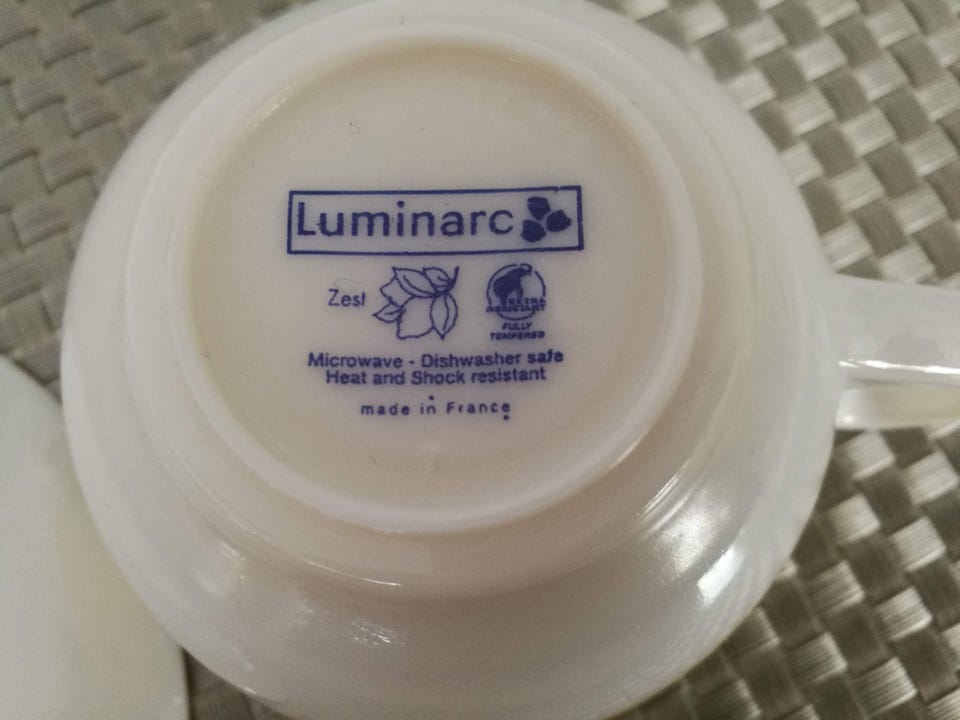 Luminarc
Zest
EXTRA
RESISTANT
FULLY
TEMPERED
Microwave - Dishwasher safe
Heat and Shock resistant
made in France